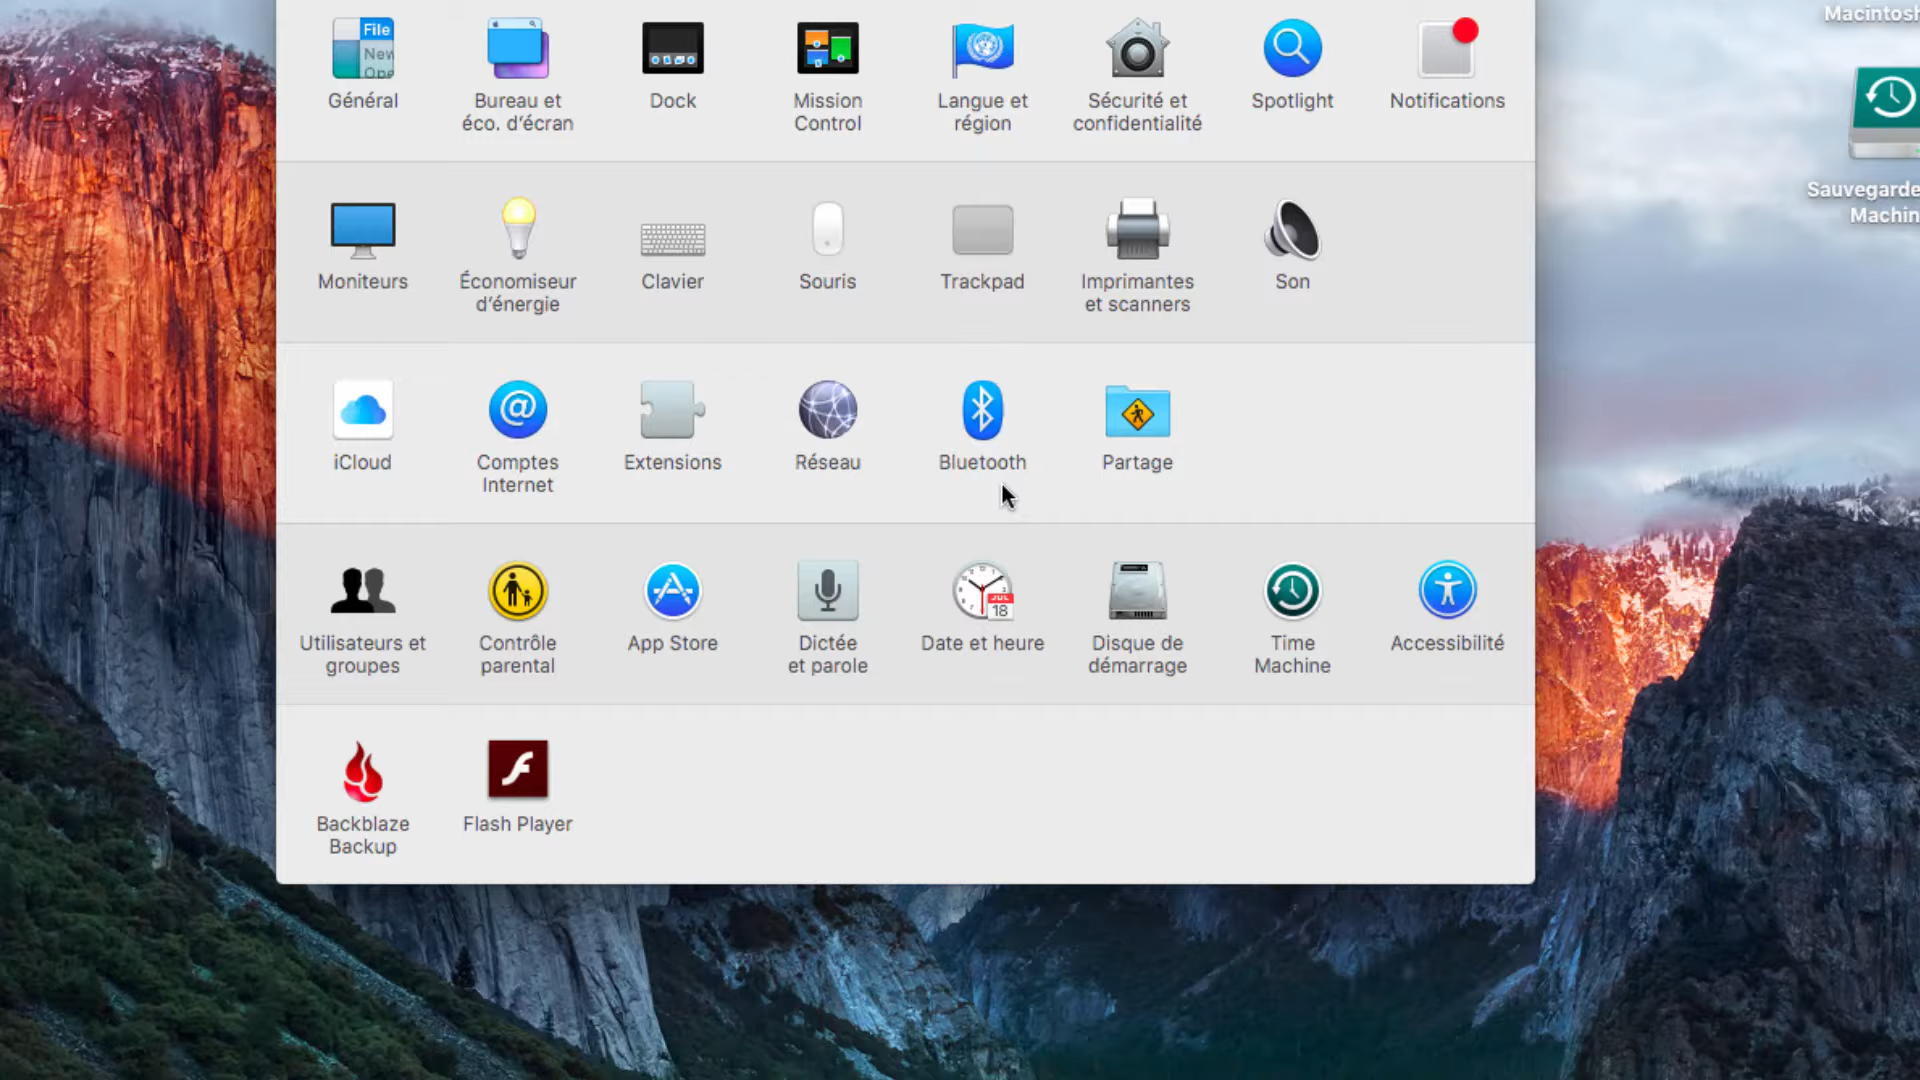 Macintosh
File
New
Ope
Général
Bureau et
éco. d’écran
Dock
Mission
Control
Langue et
région
Sécurité et
confidentialité
Spotlight
Notifications
Sauvegarde
Machin
Moniteurs
Économiseur
d’énergie
Clavier
Souris
Trackpad
Imprimantes
et scanners
Son
iCloud
@
Comptes
Internet
Extensions
Réseau
Bluetooth
Partage
JUL
18
Utilisateurs et
groupes
Contrôle
parental
App Store
Dictée
et parole
Date et heure
Disque de
démarrage
Time
Machine
Accessibilité
Backblaze
Backup
Flash Player